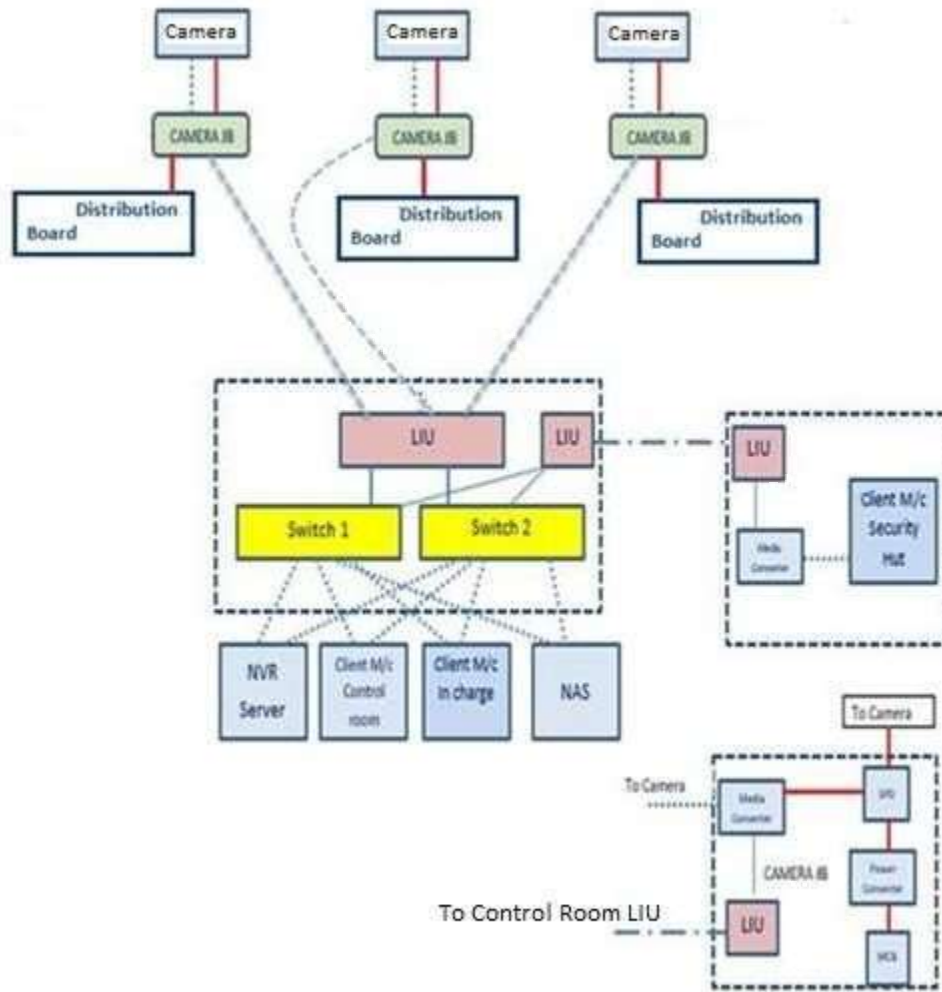 Camera
Camera
Camera
CAMERA JB
CAMERA JB
CAMERA JB
Distribution
Board
Distribution
Board
Distribution
Board
LIU
LIU
Switch 1
Switch 2
NVR
Server
Client M/c
Control
room
Client M/c
In charge
NAS
LIU
Media
Converter
Client M/c
Security
Hut
To Camera
To Camera
Media
Converter
SPD
CAMERA JB
Power
Converter
To Control Room LIU
LIU
MCB